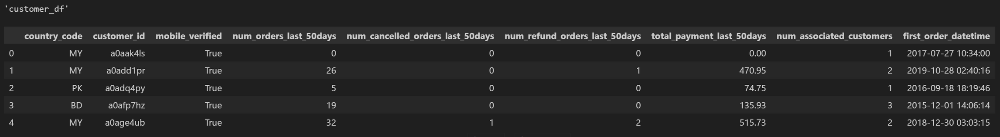 'customer_df'
country_code customer_id mobile_verified num_orders_last_50days num_cancelled_orders_last_50days num_refund_orders_last_50days total_payment_last_50days num_associated_customers first_order_datetime
0 MY a0aak4ls True 0 0 0 0.00 1 2017-07-27 10:34:00
1 MY a0add1pr True 26 0 1 470.95 2 2019-10-28 02:40:16
2 PK a0adq4py True 5 0 0 74.75 1 2016-09-18 18:19:46
3 BD a0afp7hz True 19 0 0 135.93 3 2015-12-01 14:06:14
4 MY a0age4ub True 32 1 2 515.73 2 2018-12-30 03:03:15